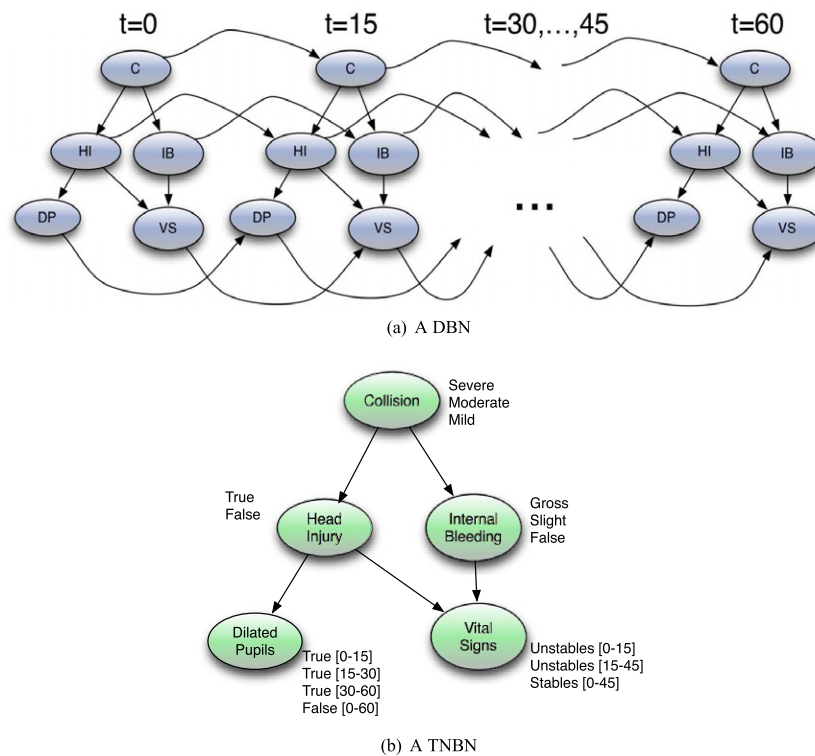 t=0 t=15 t=30,...,45 t=60
C C C
HI IB HI IB HI IB
DP VS DP VS DP VS
...
(a) A DBN
Collision
Severe
Moderate
Mild
True
False
Head
Injury
Internal
Bleeding
Gross
Slight
False
Dilated
Pupils
True [0-15]
True [15-30]
True [30-60]
False [0-60]
Vital
Signs
Unstables [0-15]
Unstables [15-45]
Stables [0-45]
(b) A TNBN